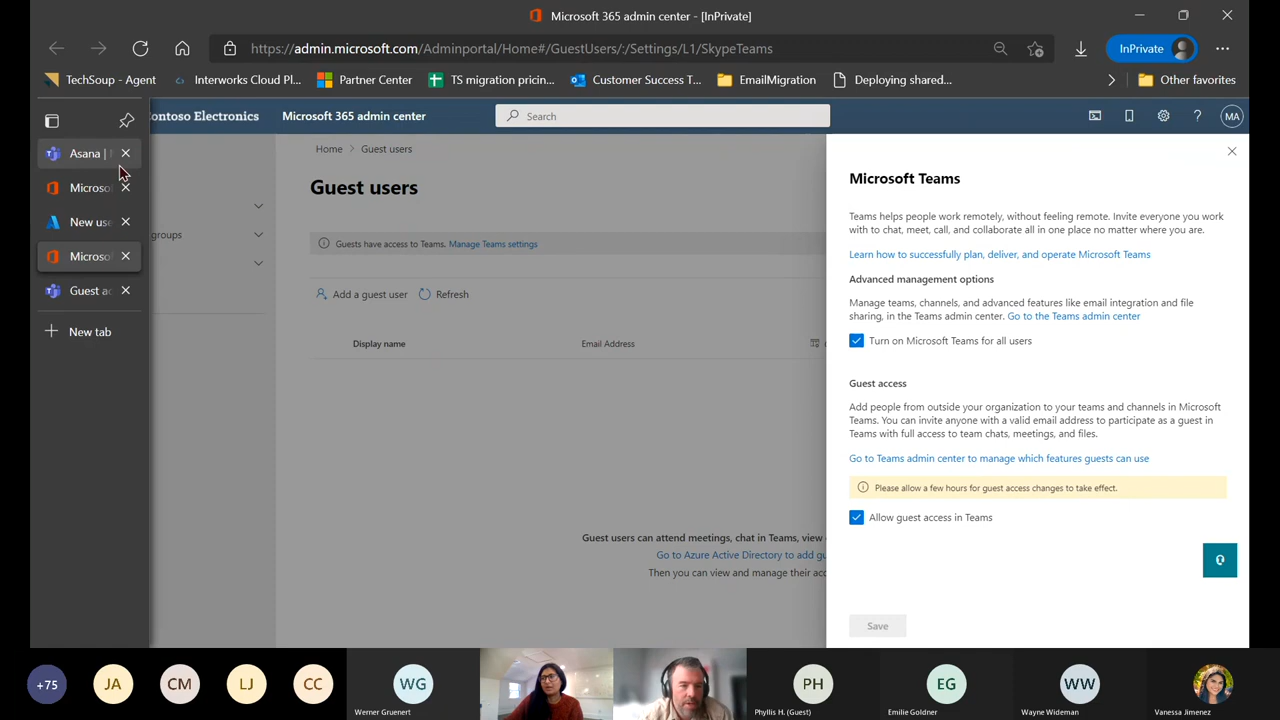 Microsoft 365 admin center - [InPrivate]
https://admin.microsoft.com/Adminportal/Home#/GuestUsers/:/Settings/L1/SkypeTeams
InPrivate
TechSoup - Agent
Interworks Cloud Pl...
Partner Center
TS migration pricin...
Customer Success T...
EmailMigration
Deploying shared...
Other favorites
Asana |
Microso
New use
Microso
Guest ac
New tab
ontoso Electronics
Microsoft 365 admin center
Search
MA
groups
Home > Guest users
Guest users
Guests have access to Teams. Manage Teams settings
Add a guest user
Refresh
Display name
Email Address
Guest users can attend meetings, chat in Teams, view
Go to Azure Active Directory to add gu
Then you can view and manage their acc
Microsoft Teams
Teams helps people work remotely, without feeling remote. Invite everyone you work
with to chat, meet, call, and collaborate all in one place no matter where you are.
Learn how to successfully plan, deliver, and operate Microsoft Teams
Advanced management options
Manage teams, channels, and advanced features like email integration and file
sharing, in the Teams admin center. Go to the Teams admin center
Turn on Microsoft Teams for all users
Guest access
Add people from outside your organization to your teams and channels in Microsoft
Teams. You can invite anyone with a valid email address to participate as a guest in
Teams with full access to team chats, meetings, and files.
Go to Teams admin center to manage which features guests can use
Please allow a few hours for guest access changes to take effect.
Allow guest access in Teams
Save
+75
JA
CM
LJ
CC
WG
Werner Gruenert
PH
Phyllis H. (Guest)
EG
Emilie Goldner
WW
Wayne Wideman
Vanessa Jimenez